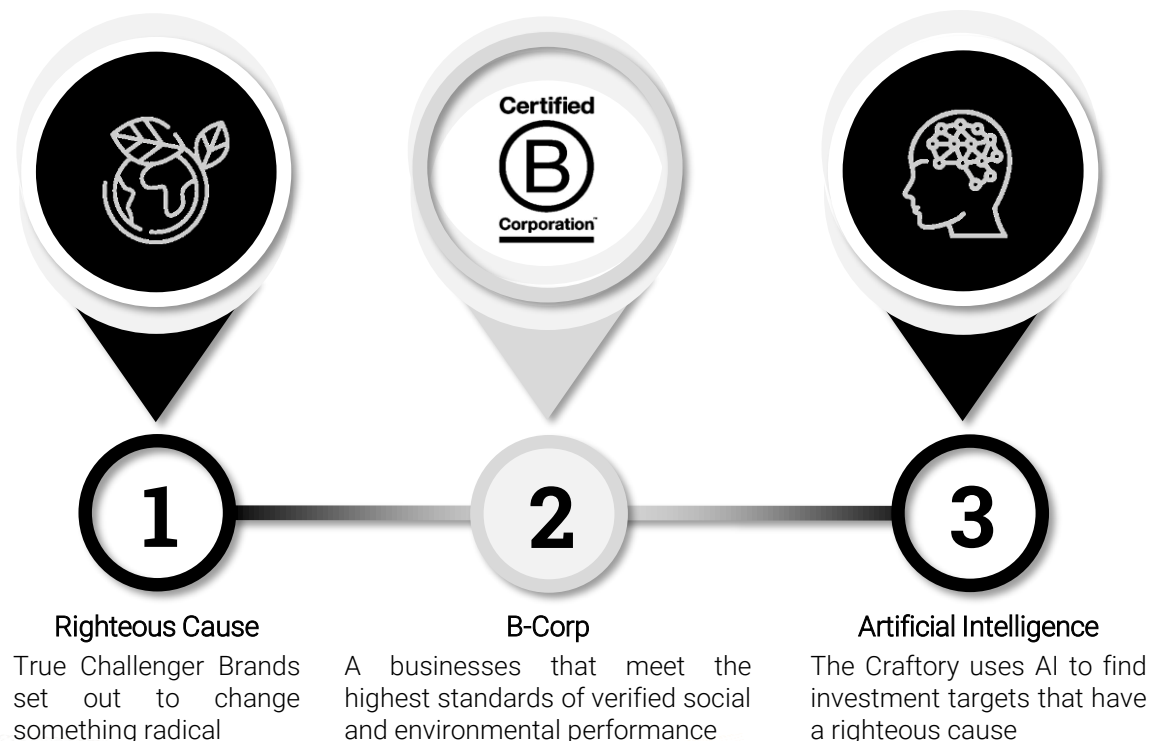 Certified
B
Corporation™
1
2
3
Righteous Cause
True Challenger Brands
set out to change
something radical
B-Corp
A businesses that meet the
highest standards of verified social
and environmental performance
Artificial Intelligence
The Craftory uses AI to find
investment targets that have
a righteous cause